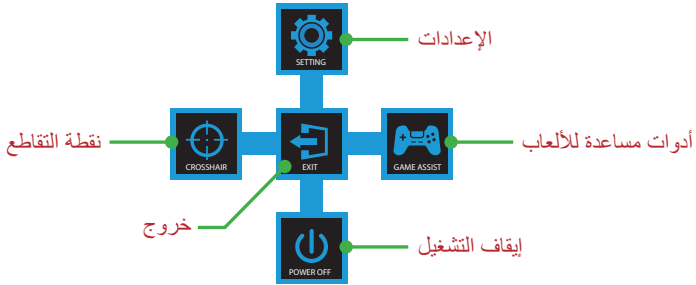 الإعدادات
SETTING
نقطة التقاطع
CROSSHAIR
EXIT
GAME ASSIST
أدوات مساعدة للألعاب
خروج
POWER OFF
إيقاف التشغيل